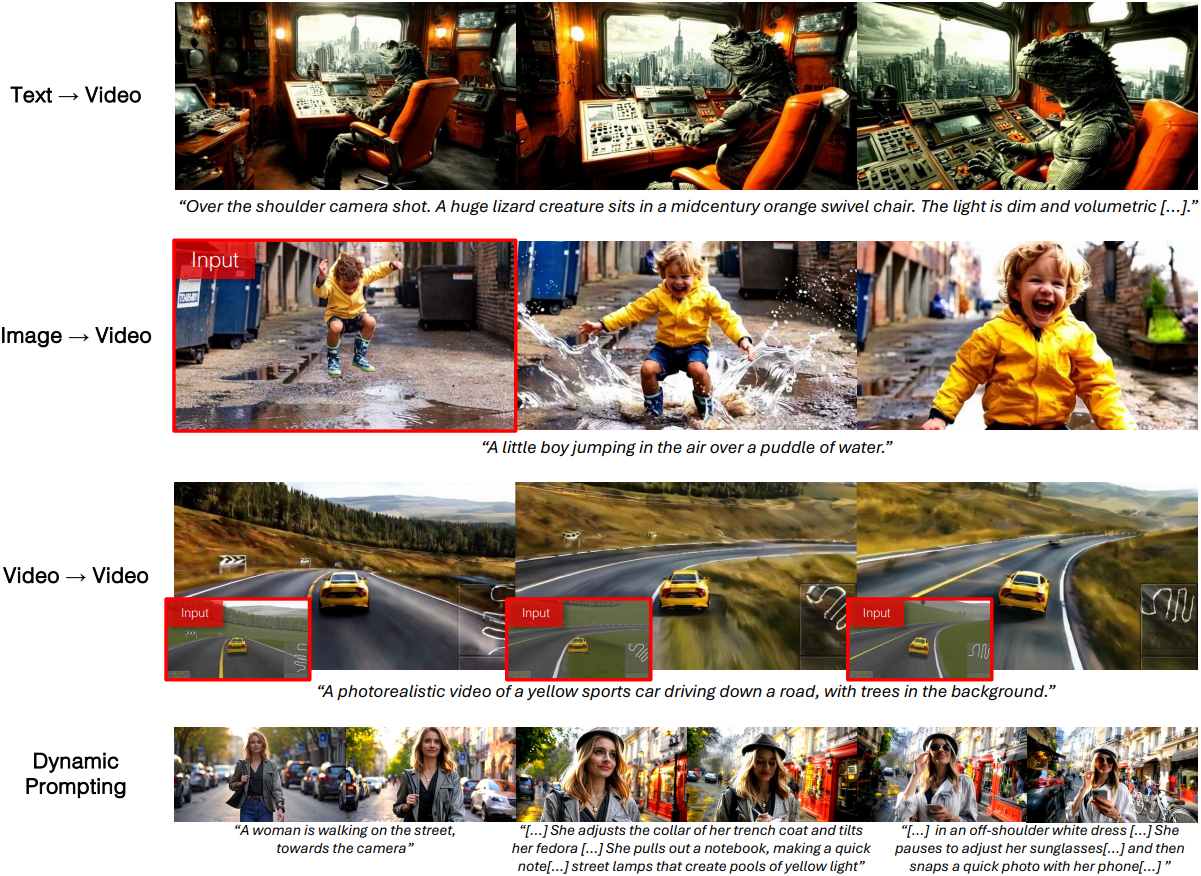 Text → Video
“Over the shoulder camera shot. A huge lizard creature sits in a midcentury orange swivel chair. The light is dim and volumetric [...].”
Input
Image → Video
“A little boy jumping in the air over a puddle of water.”
Video → Video
Input
Input
Input
“A photorealistic video of a yellow sports car driving down a road, with trees in the background.”
Dynamic
Prompting
“A woman is walking on the street,
towards the camera”
“[...] She adjusts the collar of her trench coat and tilts
her fedora [...] She pulls out a notebook, making a quick
note[...] street lamps that create pools of yellow light”
“[...]  in an off-shoulder white dress [...] She
pauses to adjust her sunglasses[...] and then
snaps a quick photo with her phone[...] ”